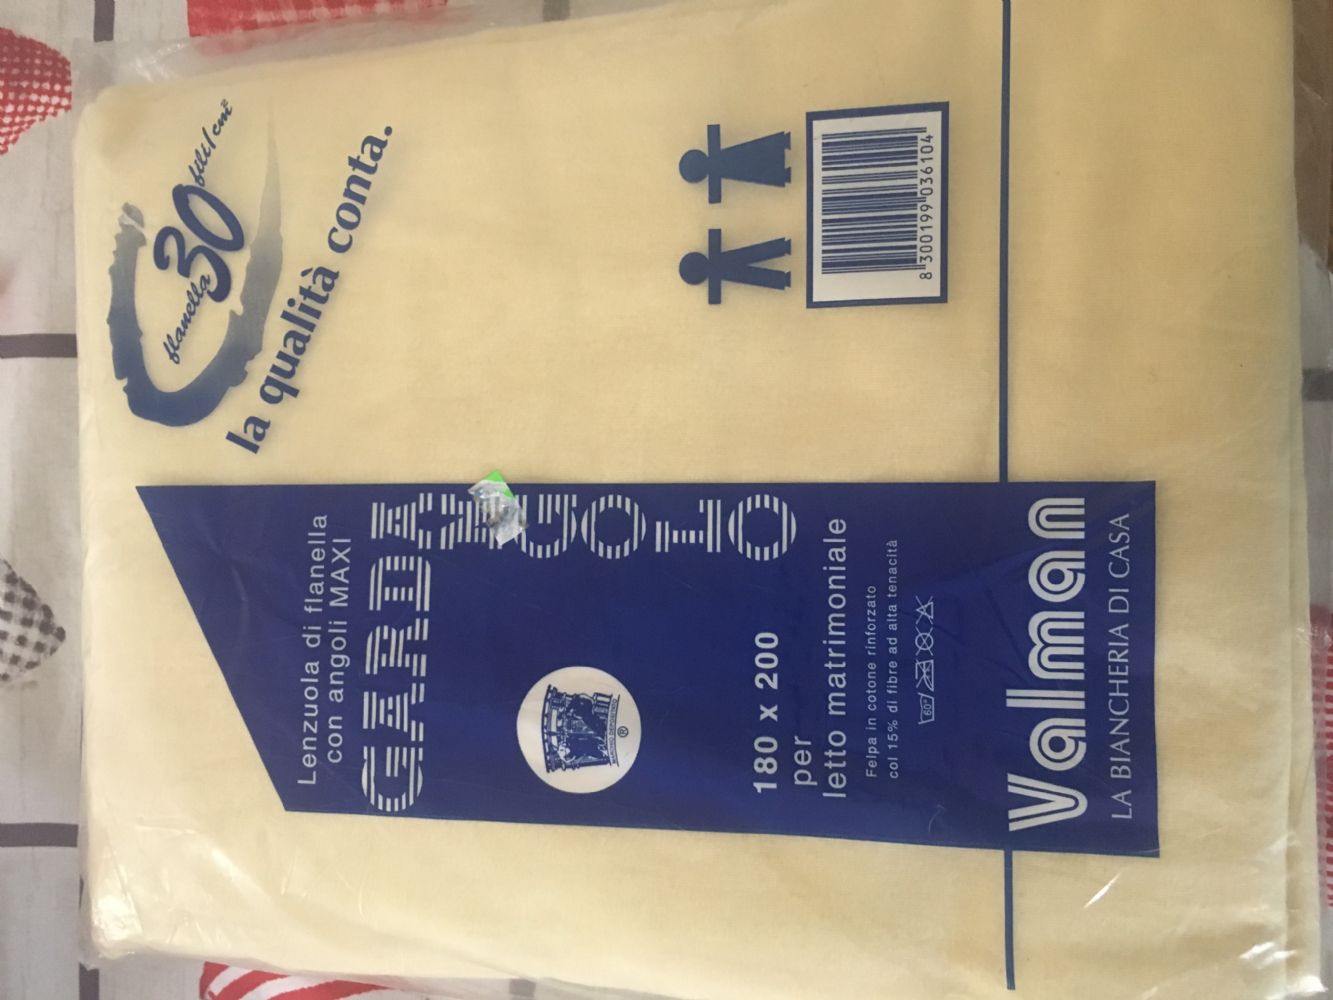 flanella 30 fili/cm²
la qualità conta.
Lenzuola di flanella
con angoli MAXI
GARDA
ANGOLO
180 x 200
per
letto matrimoniale
Felpa in cotone rinforzato
col 15% di fibre ad alta tenacità
60°
Valman
LA BIANCHERIA DI CASA
8 300199 036104
®